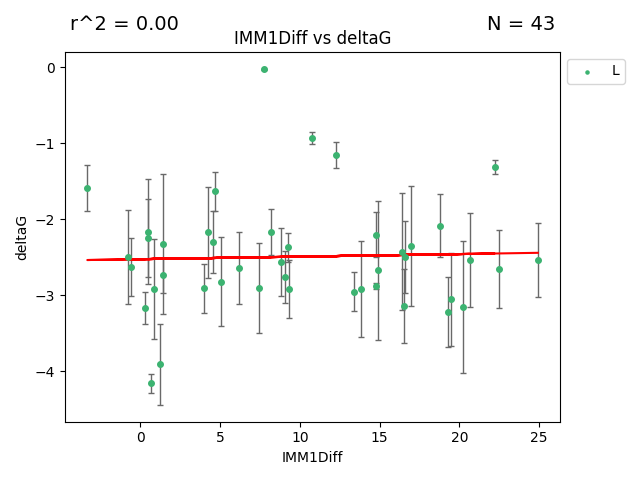 r^2 = 0.00
N = 43
IMM1Diff vs deltaG
L
0
−1
−2
−3
−4
deltaG
0 5 10 15 20 25
IMM1Diff